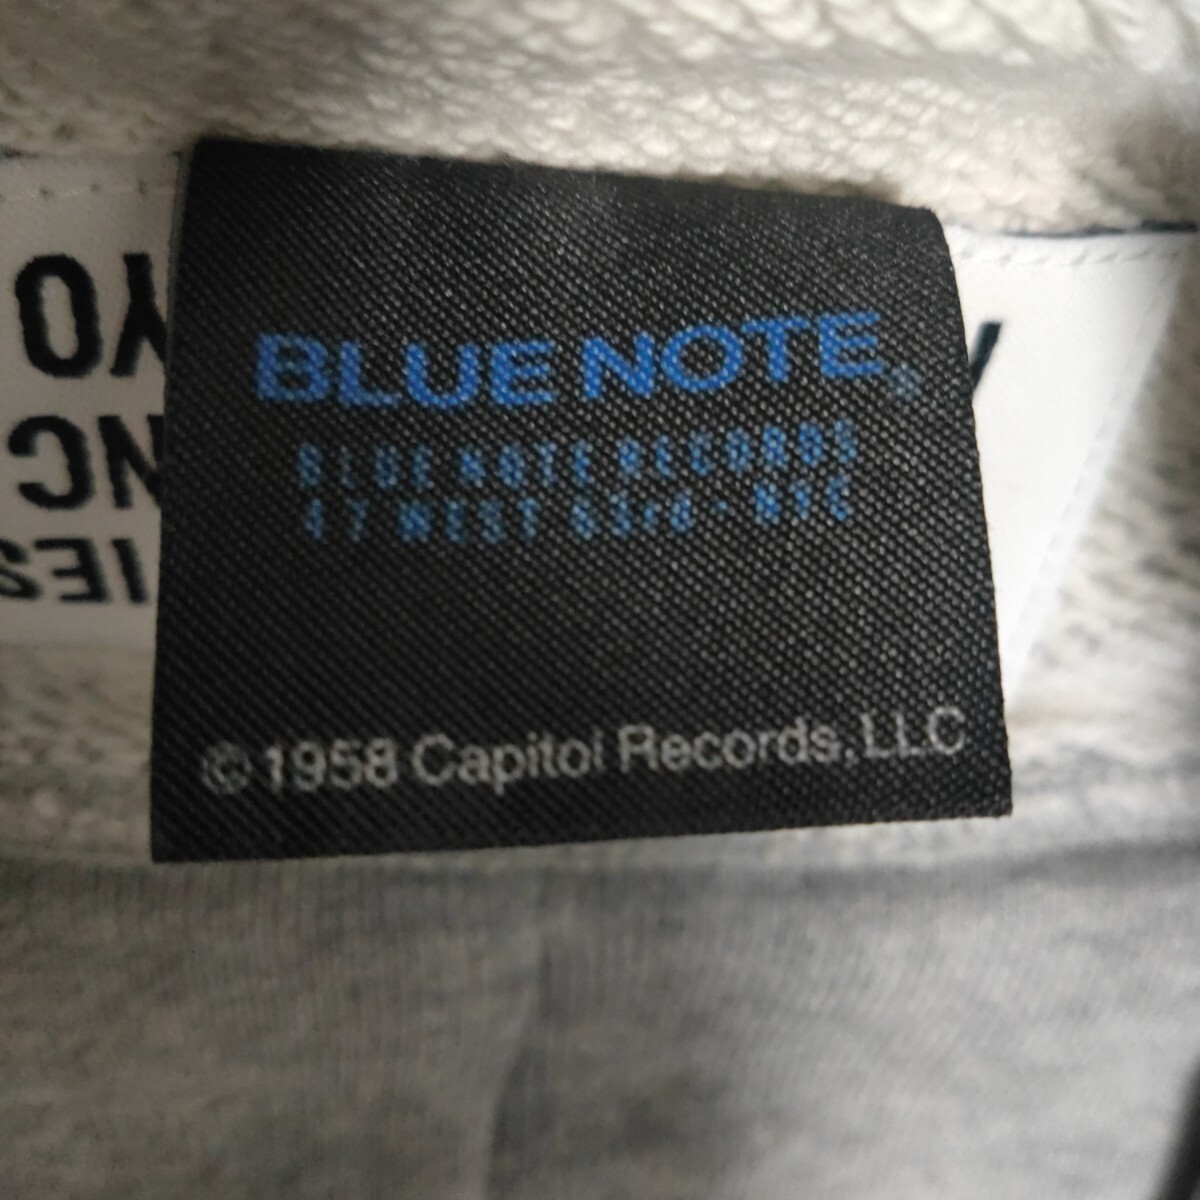 BLUE NOTE®
BLUE NOTE RECORDS
47 WEST 63rd · NYC
© 1958 Capitol Records, LLC